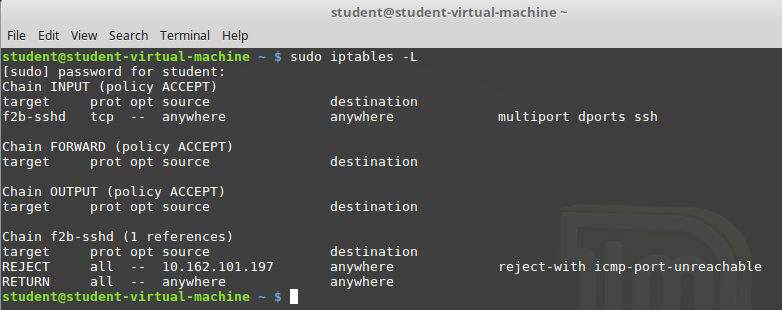 student@student-virtual-machine ~
File Edit View Search Terminal Help
student@student-virtual-machine ~ $ sudo iptables -L
[sudo] password for student:
Chain INPUT (policy ACCEPT)
target     prot opt source               destination
f2b-sshd   tcp  --  anywhere             anywhere             multiport dports ssh

Chain FORWARD (policy ACCEPT)
target     prot opt source               destination

Chain OUTPUT (policy ACCEPT)
target     prot opt source               destination

Chain f2b-sshd (1 references)
target     prot opt source               destination
REJECT     all  --  10.162.101.197       anywhere             reject-with icmp-port-unreachable
RETURN     all  --  anywhere             anywhere
student@student-virtual-machine ~ $